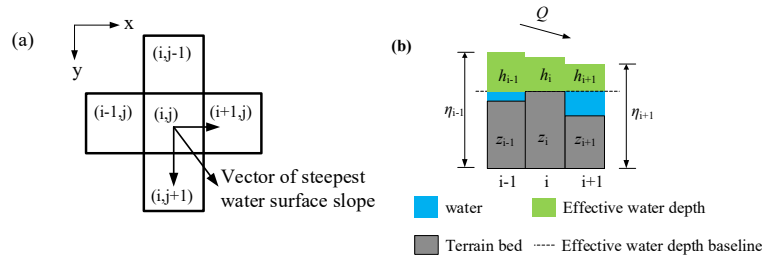 (a)
x
y
(i,j-1)
(i-1,j)
(i,j)
(i+1,j)
(i,j+1)
Vector of steepest
water surface slope
(b)
Q
hi-1
hi
hi+1
ηi-1
ηi+1
zi-1
zi
zi+1
i-1
i
i+1
water
Effective water depth
Terrain bed
Effective water depth baseline